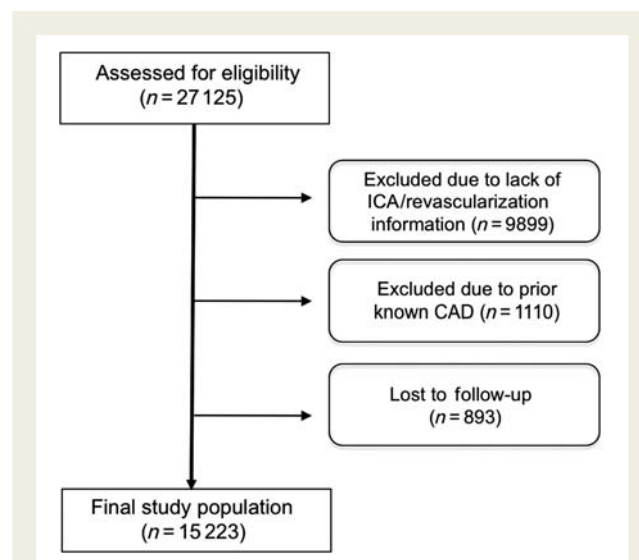 Assessed for eligibility
(n = 27 125)
Excluded due to lack of
ICA/revascularization
information (n = 9899)
Excluded due to prior
known CAD (n = 1110)
Lost to follow-up
(n = 893)
Final study population
(n = 15 223)